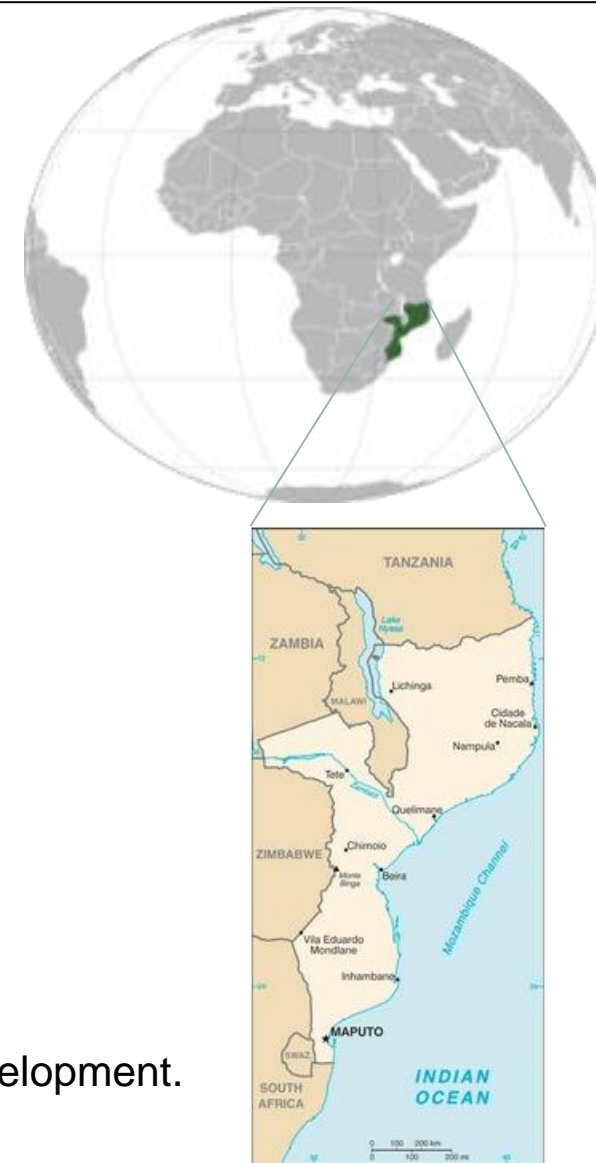 TANZANIA
Lake
Nyasa
ZAMBIA
Lichinga
Pemba
MALAWI
Cidade
de Nacala
Nampula
Tete
Zambezi
Quelimane
Chimoio
ZIMBABWE
Monte
Binga
Beira
Mozambique Channel
Vila Eduardo
Mondlane
Inhambane
MAPUTO
SWAZ.
elopment.
SOUTH
AFRICA
INDIAN
OCEAN
0 100 200 km
0 100 200 mi